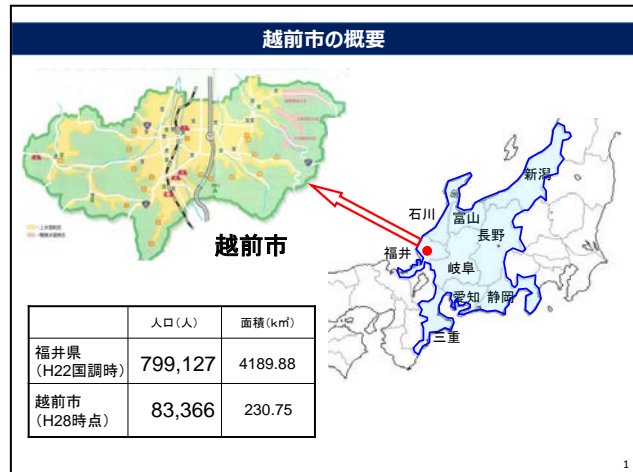 越前市の概要
越前市
新潟
石川
富山
長野
福井
岐阜
愛知 静岡
三重
人口(人) 面積(k㎡)
福井県
(H22国調時) 799,127 4189.88
越前市
(H28時点) 83,366 230.75
1